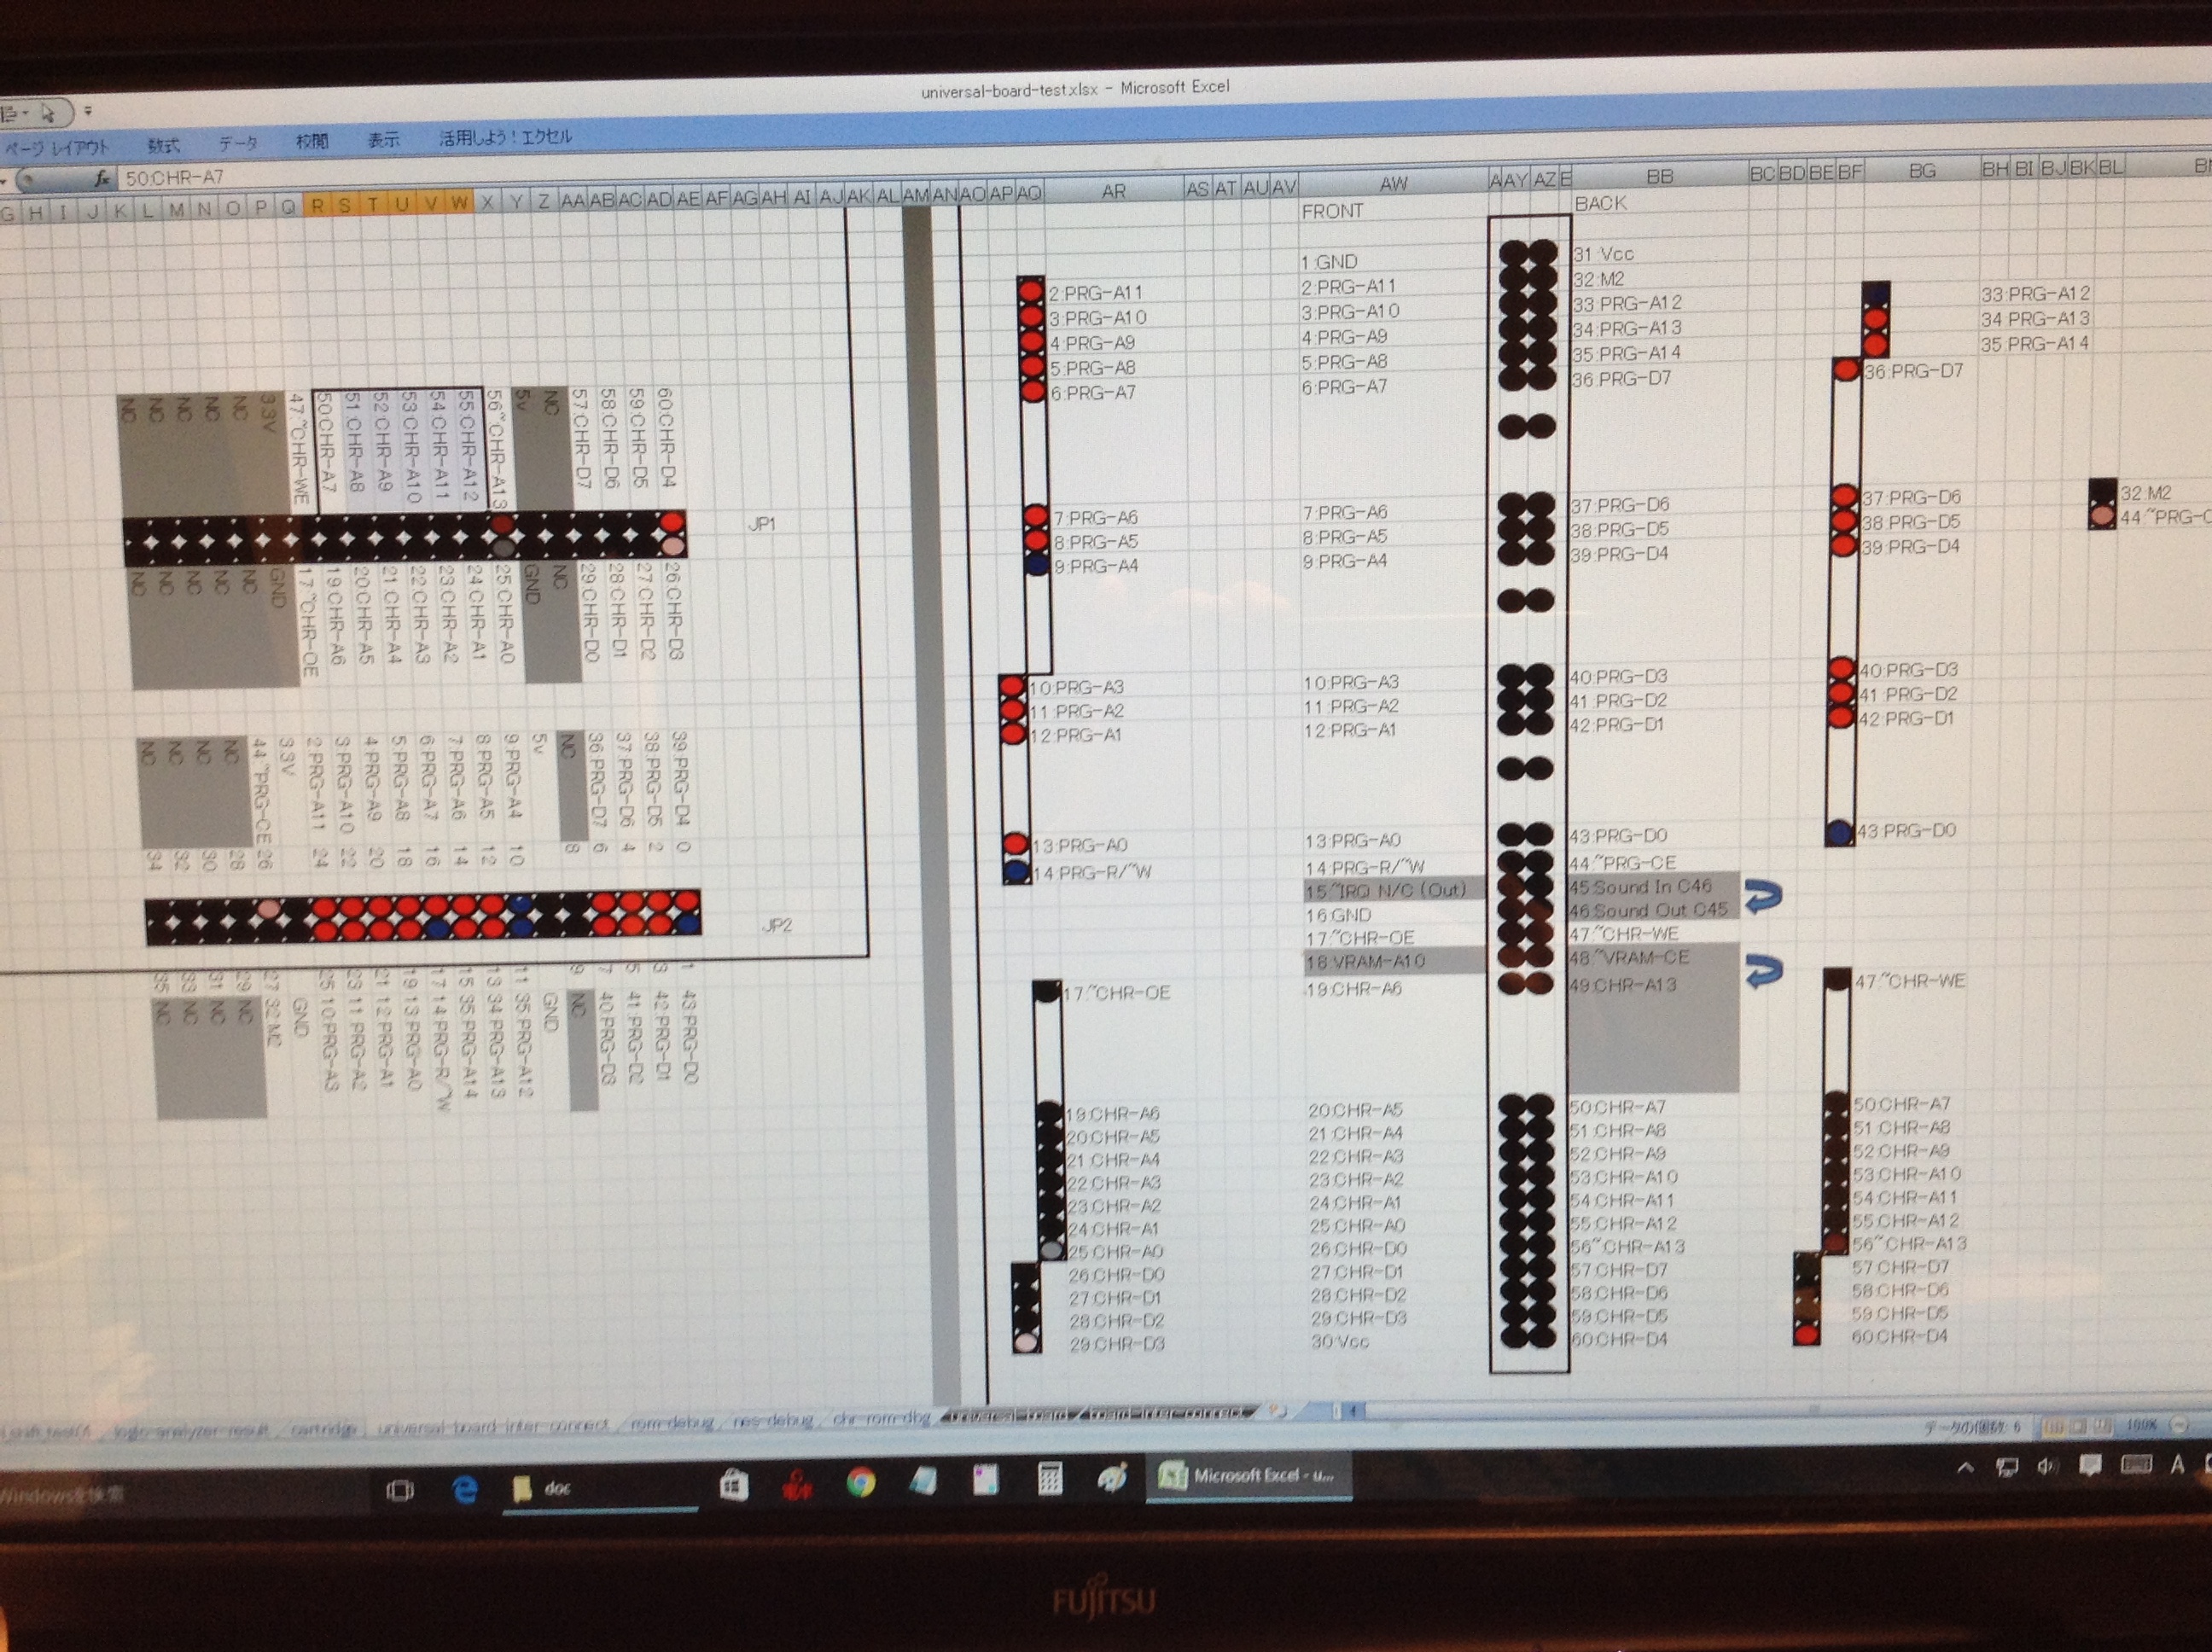 universal-board-test.xlsx - Microsoft Excel
ページ レイアウト 数式 データ 校閲 表示 活用しよう！エクセル
fx 50:CHR-A7
G H I J K L M N O P Q R S T U V W X Y Z AA AB AC AD AE AF AG AH AI AJ AK AL AM AN AO AP AQ AR AS AT AU AV AW AY AZ BB BC BD BE BF BG BH BI BJ BK BL
NC
NC
NC
NC
NC
3.3V
47:~CHR-WE
50:CHR-A7
51:CHR-A8
52:CHR-A9
53:CHR-A10
54:CHR-A11
55:CHR-A12
56:~CHR-A13
5v
NC
57:CHR-D7
58:CHR-D6
59:CHR-D5
60:CHR-D4
JP1
NC
NC
NC
NC
NC
GND
17:~CHR-OE
19:CHR-A6
20:CHR-A5
21:CHR-A4
22:CHR-A3
23:CHR-A2
24:CHR-A1
25:CHR-A0
GND
NC
29:CHR-D0
28:CHR-D1
27:CHR-D2
26:CHR-D3
NC 34
NC 32
NC 30
NC 28
44:~PRG-CE 26
3.3V
2:PRG-A11 24
3:PRG-A10 22
4:PRG-A9 20
5:PRG-A8 18
6:PRG-A7 16
7:PRG-A6 14
8:PRG-A5 12
9:PRG-A4 10
5v
NC 8
36:PRG-D7 6
37:PRG-D6 4
38:PRG-D5 2
39:PRG-D4 0
JP2
35 NC
33 NC
31 NC
29 NC
27 32:M2
GND
25 10:PRG-A3
23 11:PRG-A2
21 12:PRG-A1
19 13:PRG-A0
17 14:PRG-R/~W
15 35:PRG-A14
13 34:PRG-A13
11 35:PRG-A12
GND
9 NC
7 40:PRG-D3
5 41:PRG-D2
3 42:PRG-D1
1 43:PRG-D0
2:PRG-A11
3:PRG-A10
4:PRG-A9
5:PRG-A8
6:PRG-A7
7:PRG-A6
8:PRG-A5
9:PRG-A4
10:PRG-A3
11:PRG-A2
12:PRG-A1
13:PRG-A0
14:PRG-R/~W
17:~CHR-OE
19:CHR-A6
20:CHR-A5
21:CHR-A4
22:CHR-A3
23:CHR-A2
24:CHR-A1
25:CHR-A0
26:CHR-D0
27:CHR-D1
28:CHR-D2
29:CHR-D3
FRONT
1:GND
2:PRG-A11
3:PRG-A10
4:PRG-A9
5:PRG-A8
6:PRG-A7
7:PRG-A6
8:PRG-A5
9:PRG-A4
10:PRG-A3
11:PRG-A2
12:PRG-A1
13:PRG-A0
14:PRG-R/~W
15:~IRQ N/C (Out)
16:GND
17:~CHR-OE
18:VRAM-A10
19:CHR-A6
20:CHR-A5
21:CHR-A4
22:CHR-A3
23:CHR-A2
24:CHR-A1
25:CHR-A0
26:CHR-D0
27:CHR-D1
28:CHR-D2
29:CHR-D3
30:Vcc
BACK
31:Vcc
32:M2
33:PRG-A12
34:PRG-A13
35:PRG-A14
36:PRG-D7
37:PRG-D6
38:PRG-D5
39:PRG-D4
40:PRG-D3
41:PRG-D2
42:PRG-D1
43:PRG-D0
44:~PRG-CE
45:Sound In C46
46:Sound Out C45
47:~CHR-WE
48:~VRAM-CE
49:CHR-A13
50:CHR-A7
51:CHR-A8
52:CHR-A9
53:CHR-A10
54:CHR-A11
55:CHR-A12
56~CHR-A13
57:CHR-D7
58:CHR-D6
59:CHR-D5
60:CHR-D4
33:PRG-A12
34:PRG-A13
35:PRG-A14
36:PRG-D7
37:PRG-D6
38:PRG-D5
39:PRG-D4
40:PRG-D3
41:PRG-D2
42:PRG-D1
43:PRG-D0
47:~CHR-WE
50:CHR-A7
51:CHR-A8
52:CHR-A9
53:CHR-A10
54:CHR-A11
55:CHR-A12
56~CHR-A13
57:CHR-D7
58:CHR-D6
59:CHR-D5
60:CHR-D4
32:M2
44:~PRG-C
logic-analyzer-result cartridge universal-board-inter-connect rom-debug nes-debug chr-rom-dbg universal-board board-inter-connect
データの個数: 6 100%
Windowsを検索 doc Microsoft Excel - u... A
FUJITSU